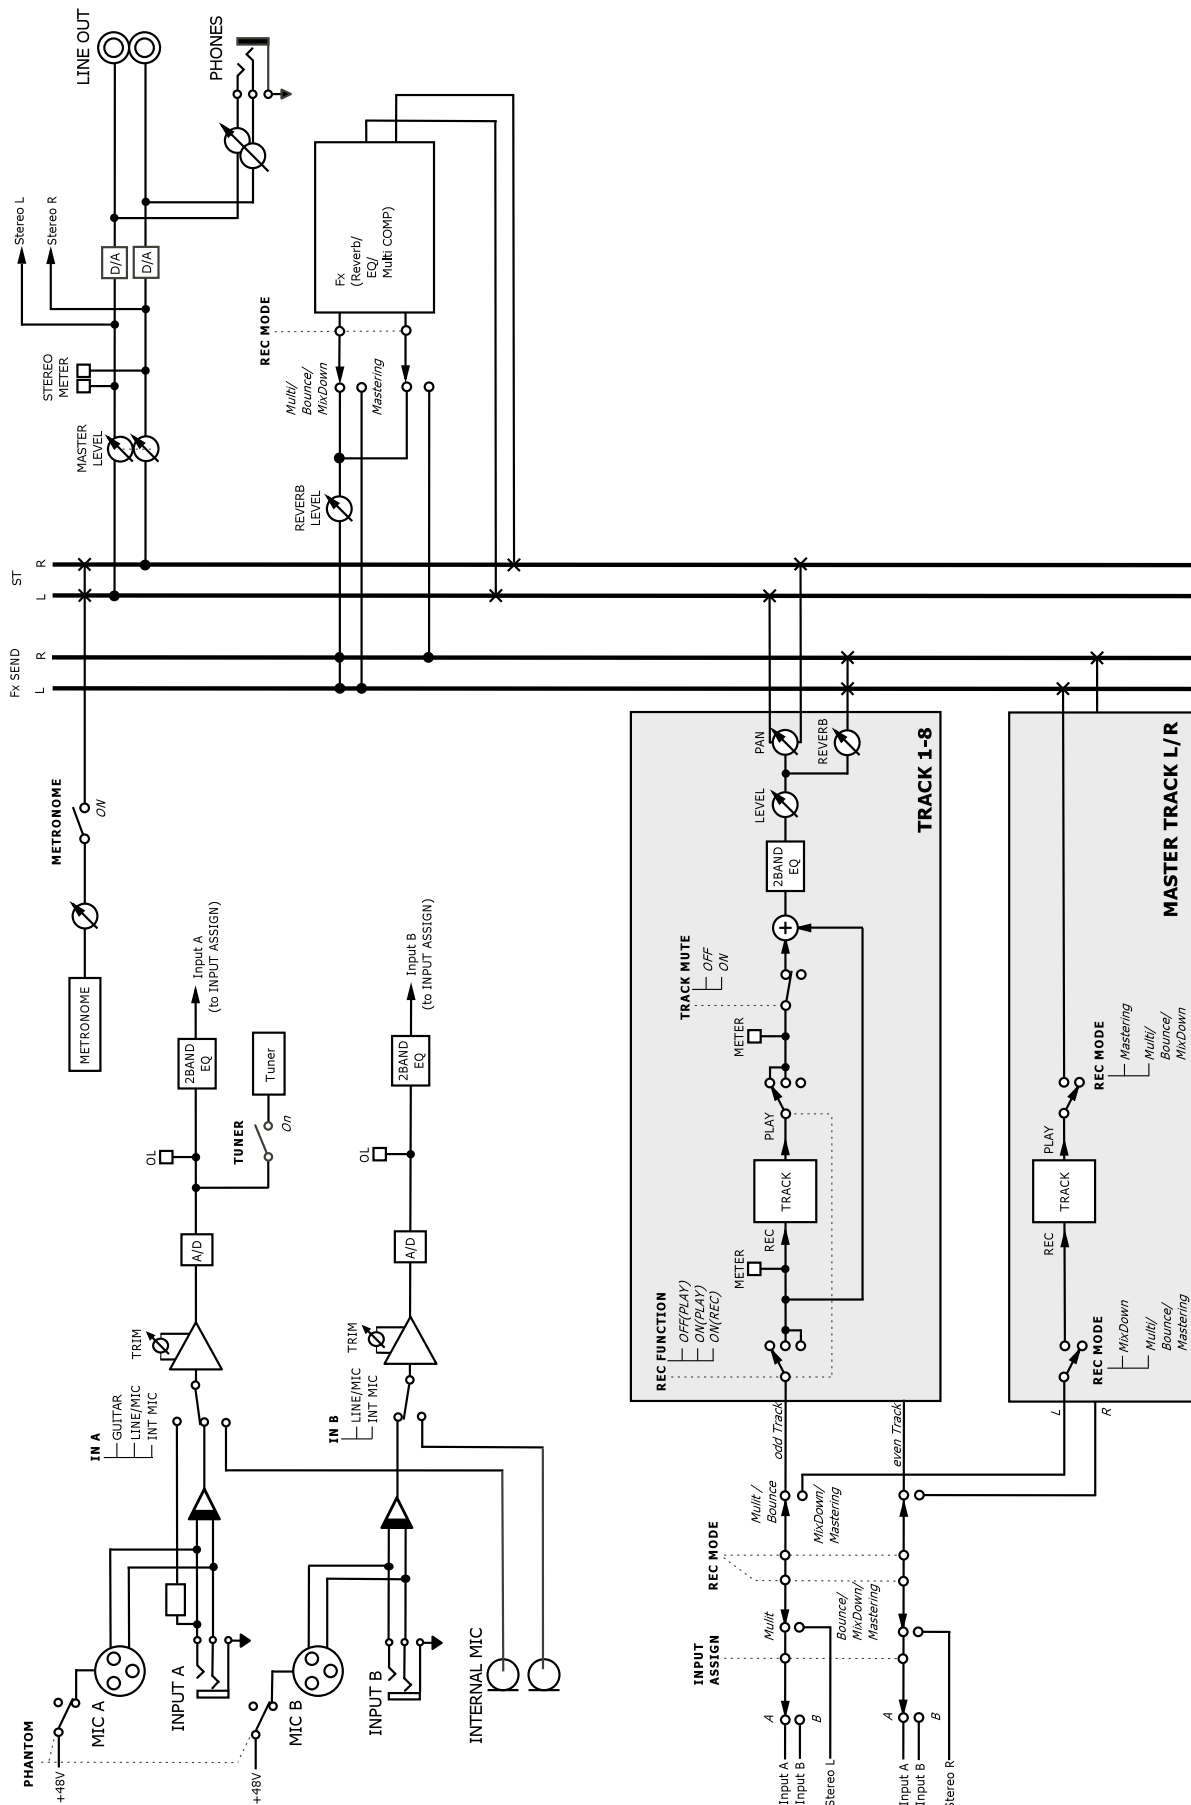 PHANTOM
+48V
MIC A
INPUT A
+48V
MIC B
INPUT B
INTERNAL MIC
IN A
GUITAR
LINE/MIC
INT MIC
TRIM
A/D
OL
2BAND
EQ
Input A
(to INPUT ASSIGN)
TUNER
On
Tuner
IN B
LINE/MIC
INT MIC
TRIM
A/D
OL
2BAND
EQ
Input B
(to INPUT ASSIGN)
METRONOME
METRONOME
ON
Fx SEND
L
R
ST
L
R
MASTER
LEVEL
STEREO
METER
Stereo L
Stereo R
D/A
D/A
LINE OUT
PHONES
REVERB
LEVEL
Multi/
Bounce/
MixDown
Mastering
REC MODE
Fx
(Reverb/
EQ/
Multi COMP)
INPUT
ASSIGN
REC MODE
Input A
Input B
Stereo L
A
B
Mulit
Bounce/
MixDown/
Mastering
Mulit /
Bounce
MixDown/
Mastering
odd Track
Input A
Input B
Stereo R
A
B
even Track
REC FUNCTION
OFF(PLAY)
ON(PLAY)
ON(REC)
METER
REC
TRACK
PLAY
METER
TRACK MUTE
OFF
ON
2BAND
EQ
LEVEL
PAN
REVERB
TRACK 1-8
L
R
REC MODE
MixDown
Multi/
Bounce/
Mastering
REC
TRACK
PLAY
REC MODE
Mastering
Multi/
Bounce/
MixDown
MASTER TRACK L/R